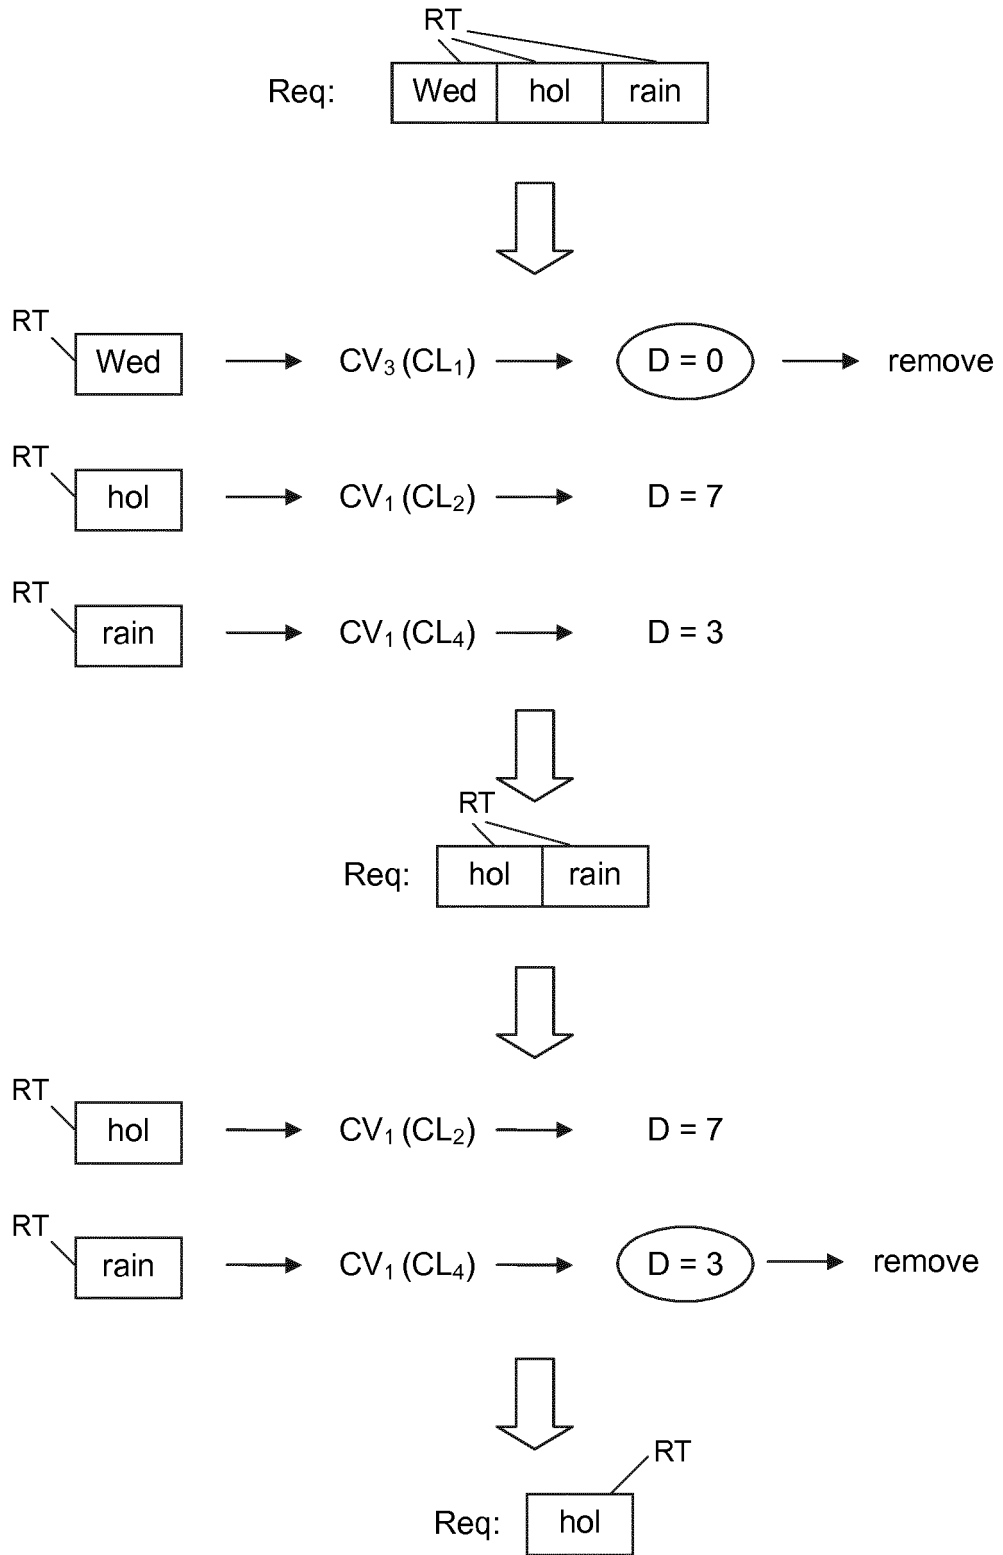 RT
Req: Wed hol rain
RT
Wed CV₃ (CL₁) D = 0 remove
RT
hol CV₁ (CL₂) D = 7
RT
rain CV₁ (CL₄) D = 3
RT
Req: hol rain
RT
hol CV₁ (CL₂) D = 7
RT
rain CV₁ (CL₄) D = 3 remove
RT
Req: hol